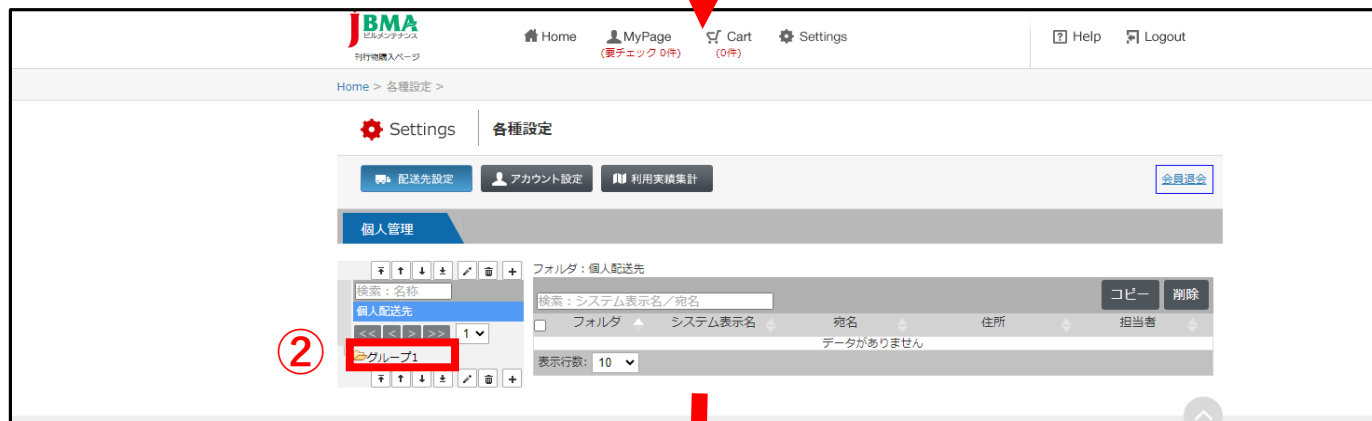 JBMA
ビルメンテナンス
刊行物購入ページ
Home
MyPage
(要チェック 0件)
Cart
(0件)
Settings
? Help
Logout
Home > 各種設定 >
Settings
各種設定
配送先設定
アカウント設定
利用実績集計
会員退会
個人管理
検索：名称
個人配送先
<< < > >> 1
②
グループ1
フォルダ：個人配送先
検索：システム表示名／宛名
コピー
削除
フォルダ システム表示名 宛名 住所 担当者
データがありません
表示行数: 10